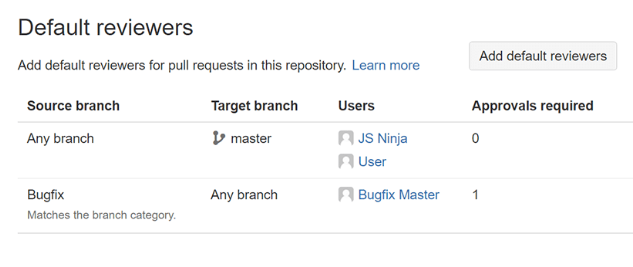 Default reviewers
Add default reviewers for pull requests in this repository. Learn more
Add default reviewers
Source branch Target branch Users Approvals required
Any branch master JS Ninja 0
User
Bugfix Any branch Bugfix Master 1
Matches the branch category.